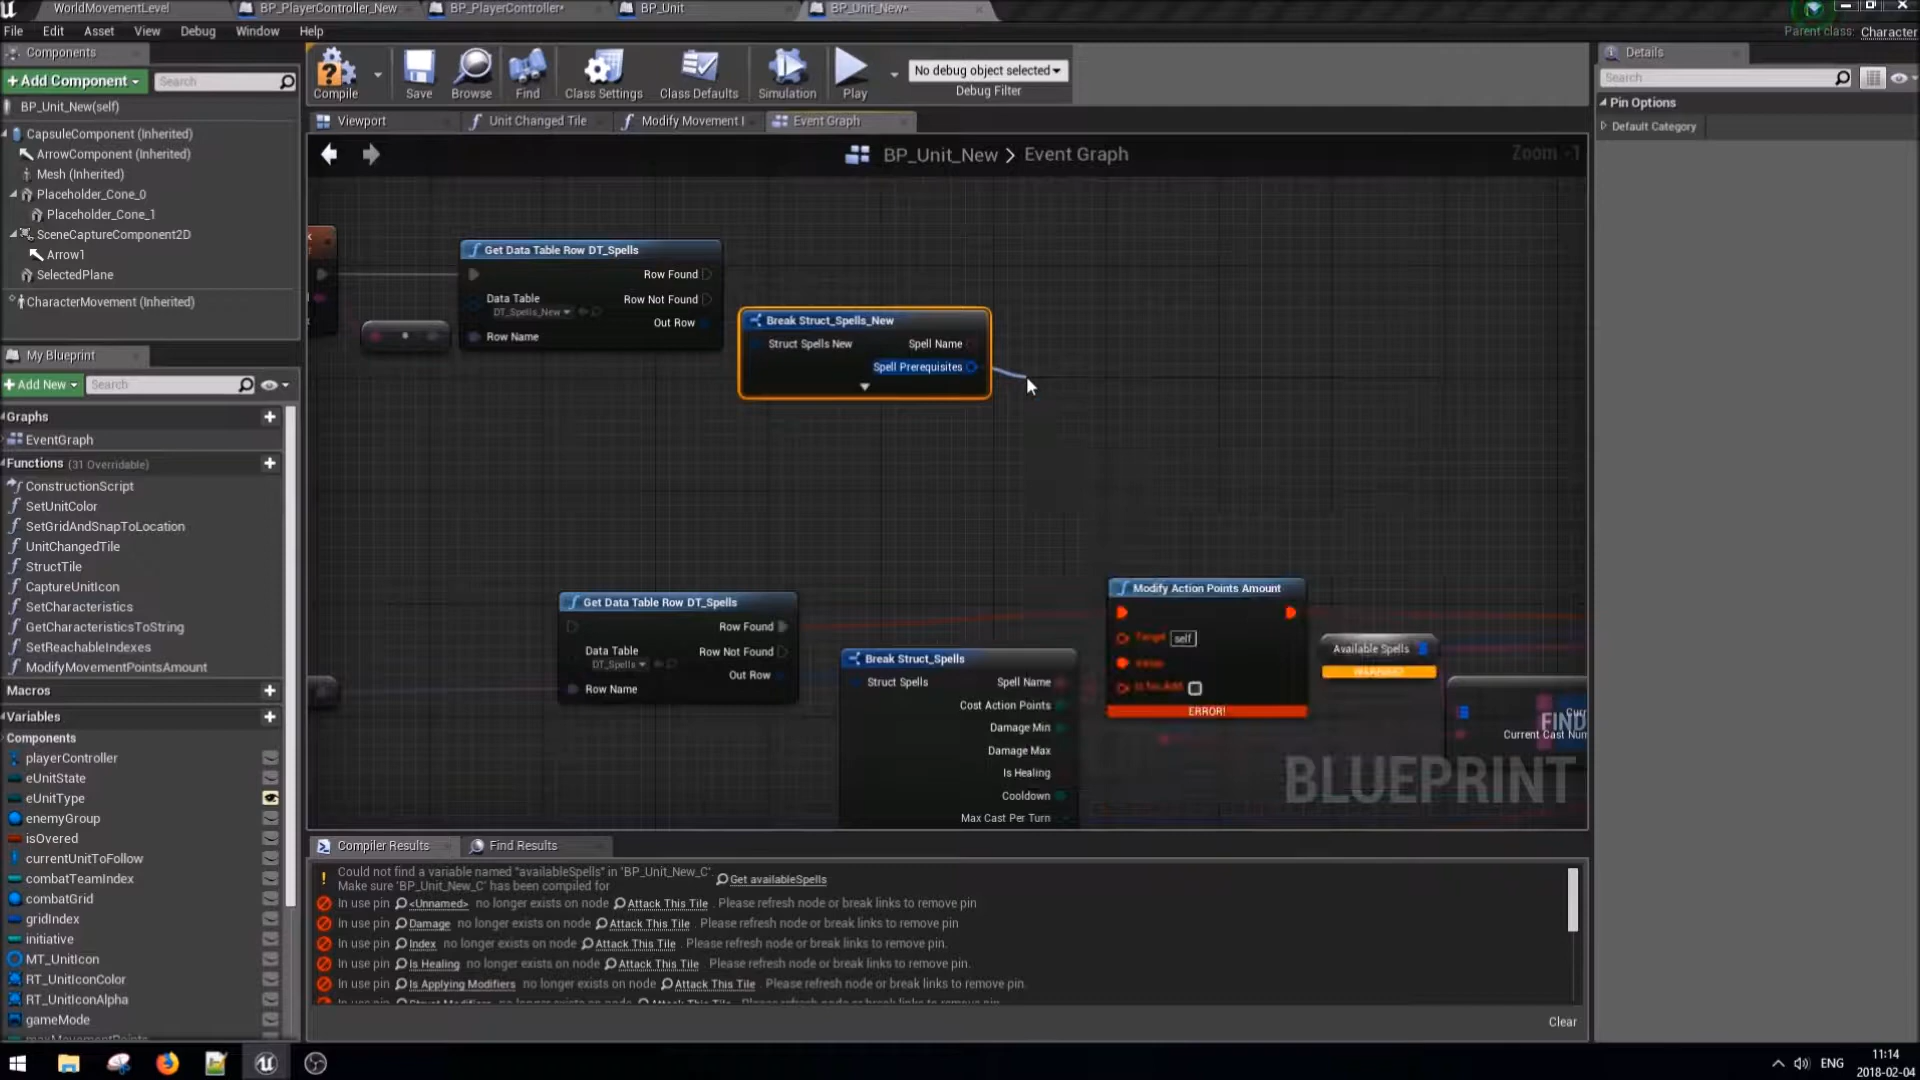 WorldMovementLevel
BP_PlayerController_New
BP_PlayerController*
BP_Unit
BP_Unit_New*
File Edit Asset View Debug Window Help
Parent class: Character
Components
+Add Component
Search
BP_Unit_New(self)
CapsuleComponent (Inherited)
ArrowComponent (Inherited)
Mesh (Inherited)
Placeholder_Cone_0
Placeholder_Cone_1
SceneCaptureComponent2D
Arrow1
SelectedPlane
CharacterMovement (Inherited)
My Blueprint
+Add New
Search
Graphs
EventGraph
Functions (31 Overridable)
ConstructionScript
SetUnitColor
SetGridAndSnapToLocation
UnitChangedTile
StructTile
CaptureUnitIcon
SetCharacteristics
GetCharacteristicsToString
SetReachableIndexes
ModifyMovementPointsAmount
Macros
Variables
Components
playerController
eUnitState
eUnitType
enemyGroup
isOvered
currentUnitToFollow
combatTeamIndex
combatGrid
gridIndex
initiative
MT_UnitIcon
RT_UnitIconColor
RT_UnitIconAlpha
gameMode
Compile
Save
Browse
Find
Class Settings
Class Defaults
Simulation
Play
No debug object selected
Debug Filter
Viewport
Unit Changed Tile
Modify Movement I
Event Graph
BP_Unit_New > Event Graph
Zoom -1
Get Data Table Row DT_Spells
Row Found
Data Table
DT_Spells_New
Row Not Found
Out Row
Row Name
Break Struct_Spells_New
Struct Spells New
Spell Name
Spell Prerequisites
Get Data Table Row DT_Spells
Row Found
Data Table
DT_Spells
Row Not Found
Out Row
Row Name
Break Struct_Spells
Struct Spells
Spell Name
Cost Action Points
Damage Min
Damage Max
Is Healing
Cooldown
Max Cast Per Turn
Modify Action Points Amount
Target self
Value
ERROR!
Available Spells
WARNING!
FIND
Current Cast Num
BLUEPRINT
Compiler Results
Find Results
Could not find a variable named "availableSpells" in 'BP_Unit_New_C'.
Make sure 'BP_Unit_New_C' has been compiled for
Get availableSpells
In use pin <Unnamed> no longer exists on node Attack This Tile . Please refresh node or break links to remove pin
In use pin Damage no longer exists on node Attack This Tile . Please refresh node or break links to remove pin
In use pin Index no longer exists on node Attack This Tile . Please refresh node or break links to remove pin.
In use pin Is Healing no longer exists on node Attack This Tile Please refresh node or break links to remove pin.
In use pin Is Applying Modifiers no longer exists on node Attack This Tile . Please refresh node or break links to remove pin.
Clear
Details
Search
Pin Options
Default Category
ENG
11:14
2018-02-04